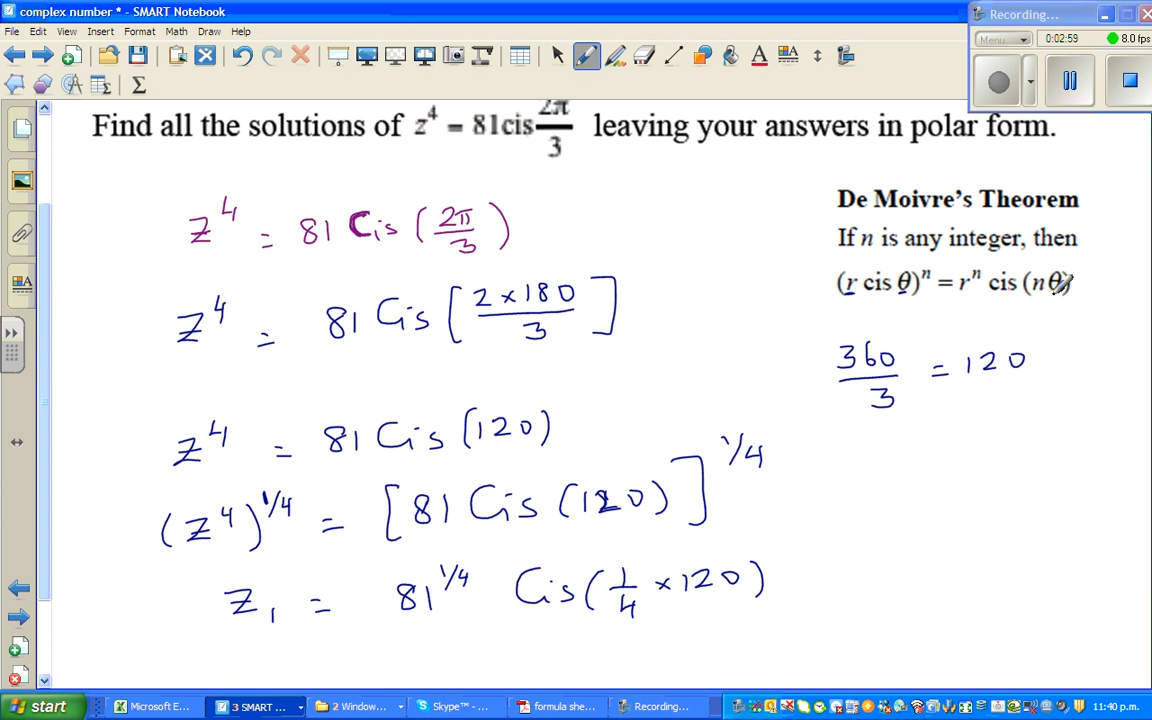 complex number * - SMART Notebook
File Edit View Insert Format Math Draw Help
Recording...
Menu
0:02:59
8.0 fps
Find all the solutions of z⁴ = 81cis 2π/3 leaving your answers in polar form.
z⁴ = 81 Cis (2π/3)
De Moivre's Theorem
If n is any integer, then
(r cis θ)ⁿ = rⁿ cis (nθ)
z⁴ = 81 Cis [2 × 180 / 3]
360/3 = 120
z⁴ = 81 Cis (120)
(z⁴)^1/4 = [81 Cis (120)]^1/4
z₁ = 81^1/4 Cis (1/4 × 120)
start
Microsoft E...
3 SMART ...
2 Window...
Skype™ - ...
formula she...
Recording...
11:40 p.m.